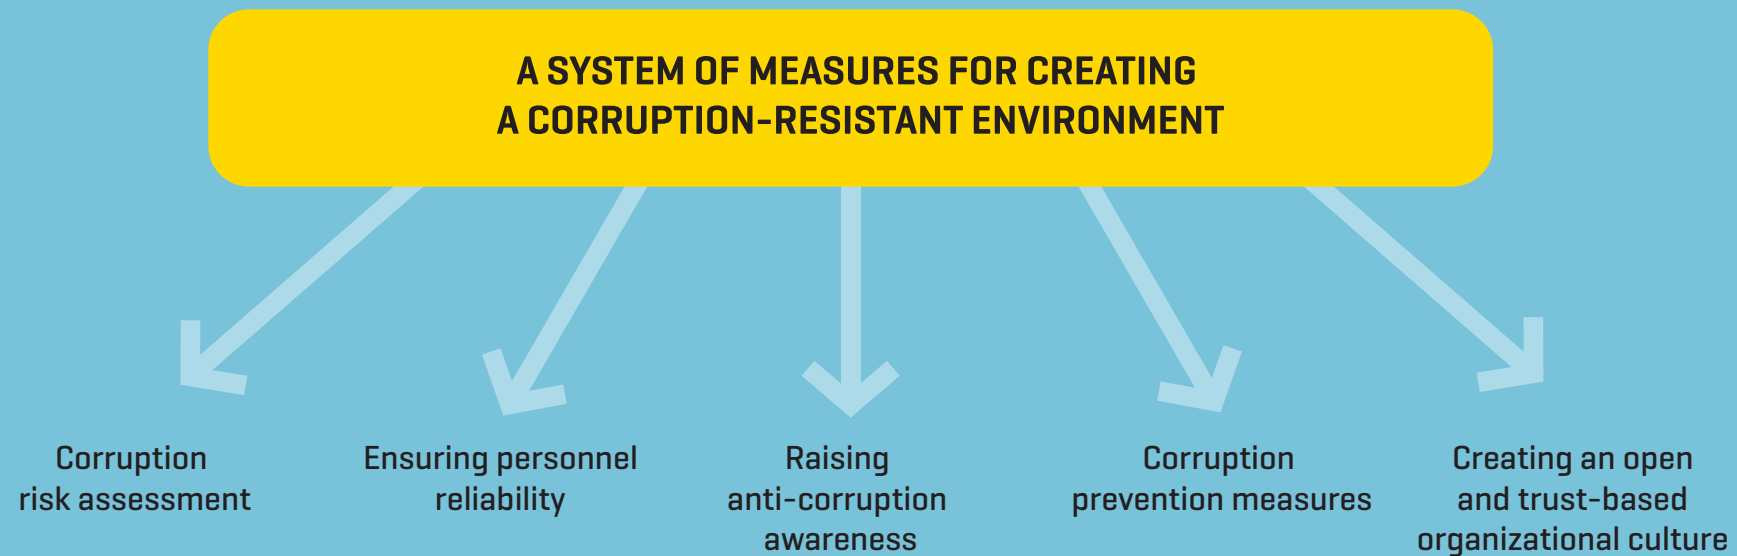 A SYSTEM OF MEASURES FOR CREATING
A CORRUPTION-RESISTANT ENVIRONMENT
Corruption
risk assessment
Ensuring personnel
reliability
Raising
anti-corruption
awareness
Corruption
prevention measures
Creating an open
and trust-based
organizational culture